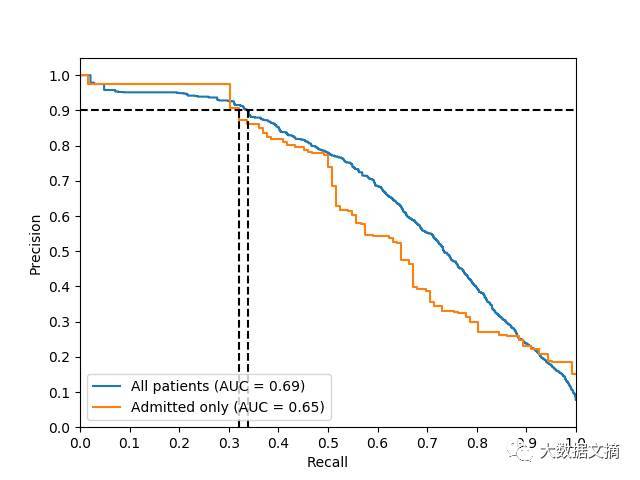 1.0
0.9
0.8
0.7
0.6
0.5
0.4
0.3
0.2
0.1
0.0
Precision
All patients (AUC = 0.69)
Admitted only (AUC = 0.65)
0.0 0.1 0.2 0.3 0.4 0.5 0.6 0.7 0.8 0.9 1.0
Recall
大数据文摘